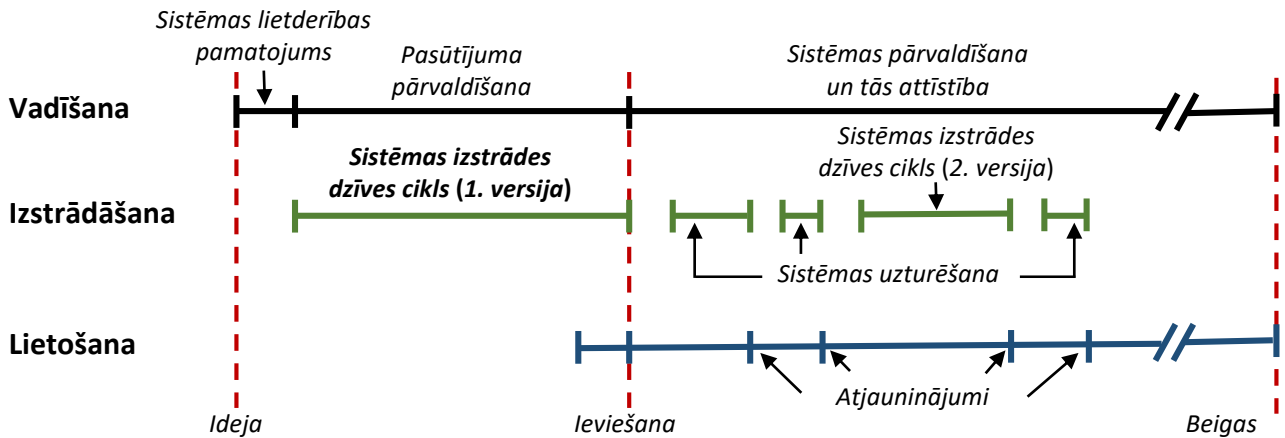 Sistēmas lietderības
pamatojums
Pasūtījuma
pārvaldīšana
Sistēmas pārvaldīšana
un tās attīstība
Vadīšana
Sistēmas izstrādes
dzīves cikls (1. versija)
Sistēmas izstrādes
dzīves cikls (2. versija)
Izstrādāšana
Sistēmas uzturēšana
Lietošana
Atjauninājumi
Ideja
Ieviešana
Beigas